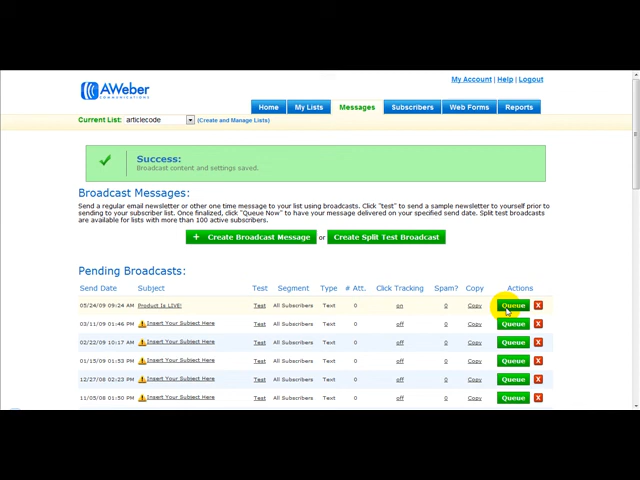 My Account | Help | Logout
AWeber
COMMUNICATIONS
Home My Lists Messages Subscribers Web Forms Reports
Current List: articlecode (Create and Manage Lists)
Success:
Broadcast content and settings saved.
Broadcast Messages:
Send a regular email newsletter or other one time message to your list using broadcasts. Click "test" to send a sample newsletter to yourself prior to
sending to your subscriber list. Once finalized, click "Queue Now" to have your message delivered on your specified send date. Split test broadcasts
are available for lists with more than 100 active subscribers.
+ Create Broadcast Message or Create Split Test Broadcast
Pending Broadcasts:
Send Date Subject Test Segment Type # Att. Click Tracking Spam? Copy Actions
05/24/09 09:24 AM Product Is LIVE! Test All Subscribers Text 0 on 0 Copy Queue X
03/11/09 01:46 PM Insert Your Subject Here Test All Subscribers Text 0 off 0 Copy Queue X
02/22/09 10:17 AM Insert Your Subject Here Test All Subscribers Text 0 off 0 Copy Queue X
01/15/09 01:53 PM Insert Your Subject Here Test All Subscribers Text 0 off 0 Copy Queue X
12/27/08 02:23 PM Insert Your Subject Here Test All Subscribers Text 0 off 0 Copy Queue X
11/05/08 01:50 PM Insert Your Subject Here Test All Subscribers Text 0 off 0 Copy Queue X